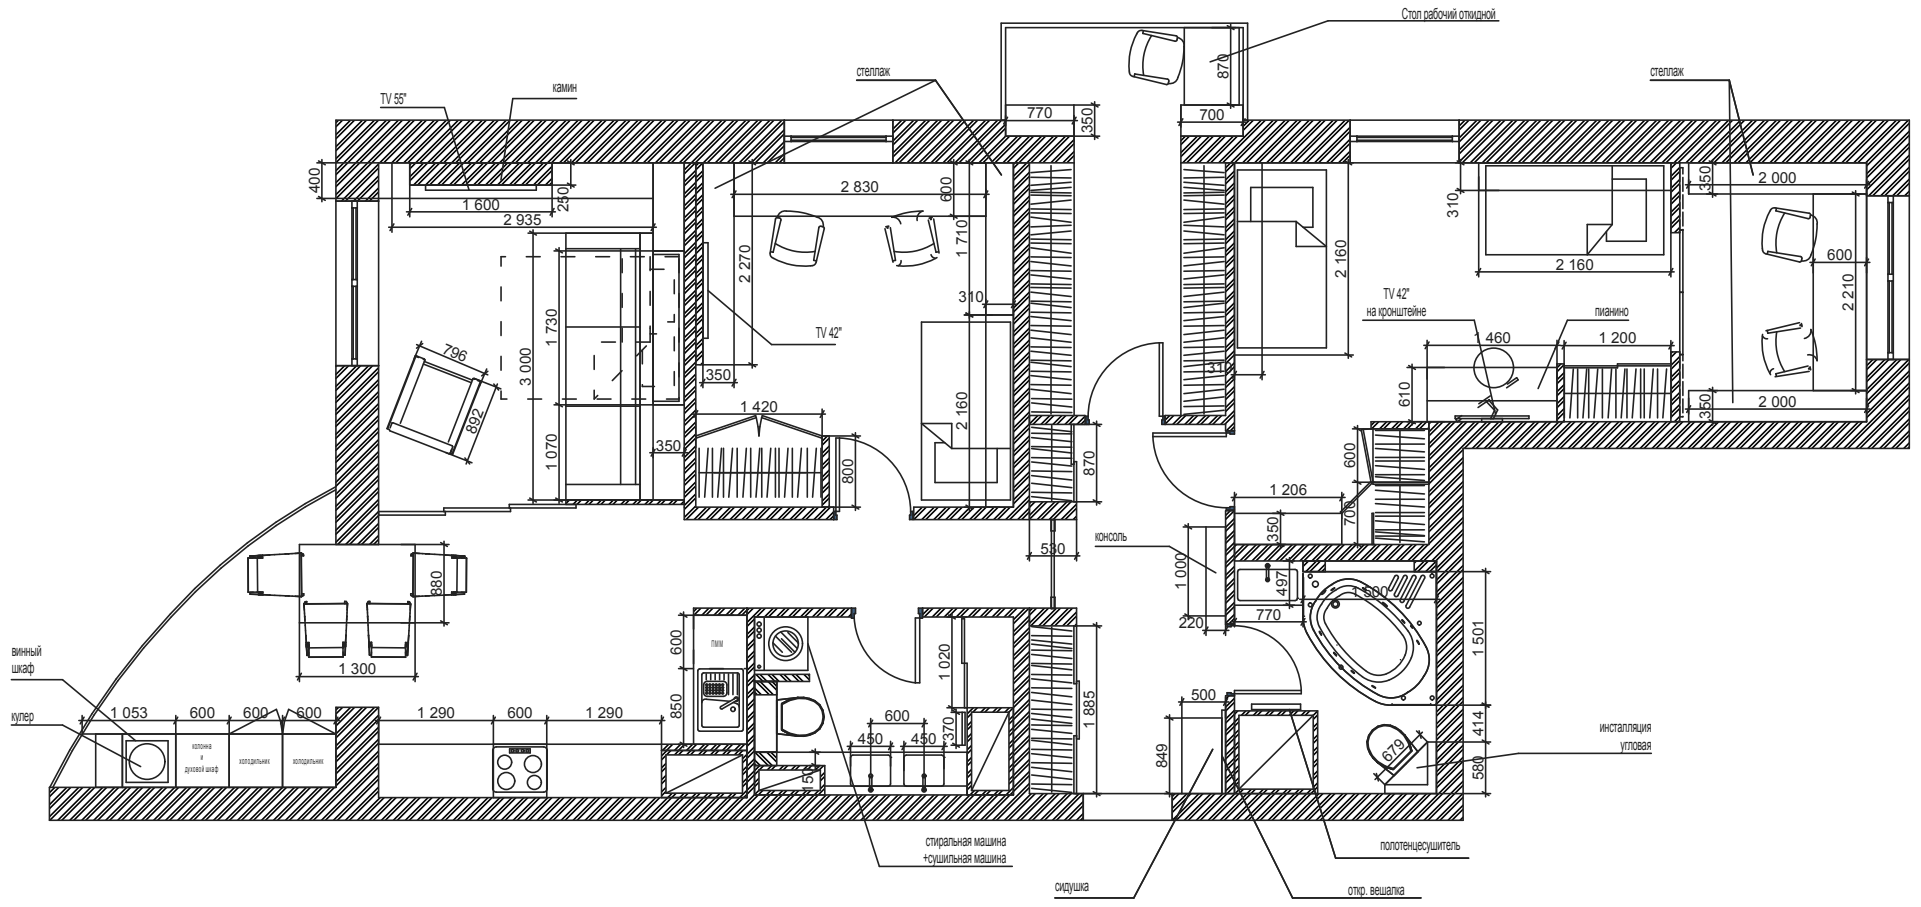 Стол рабочий откидной
870
770
350
700
стеллаж
стеллаж
камин
TV 55"
400
250
1 600
2 935
2 830
600
1 710
2 270
310
TV 42"
350
1 420
2 160
800
796
892
3 000
1 730
1 070
350
310
2 160
310
2 160
TV 42"
на кронштейне
пианино
1 460
1 200
610
350
2 000
600
2 210
350
2 000
870
530
600
700
1 206
350
консоль
1 000
220
497
770
1 500
1 501
414
580
679
инсталляция
угловая
880
1 300
винный
шкаф
кулер
1 053
600
600
600
колонна
и
духовой шкаф
холодильник
холодильник
1 290
600
1 290
600
850
ПММ
1 020
370
600
450
450
150
1 885
500
849
стиральная машина
+сушильная машина
сидушка
откр. вешалка
полотенцесушитель